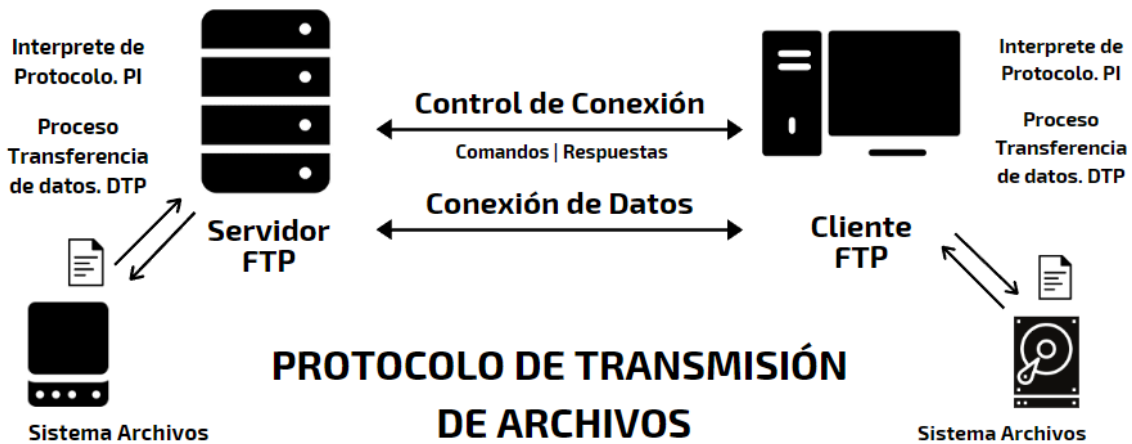 Interprete de
Protocolo. PI
Proceso
Transferencia
de datos. DTP
Control de Conexión
Comandos | Respuestas
Conexión de Datos
Interprete de
Protocolo. PI
Proceso
Transferencia
de datos. DTP
Servidor
FTP
Cliente
FTP
PROTOCOLO DE TRANSMISIÓN
DE ARCHIVOS
Sistema Archivos
Sistema Archivos